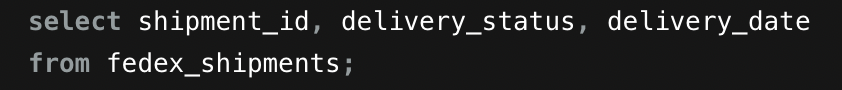 select shipment_id, delivery_status, delivery_date
from fedex_shipments;